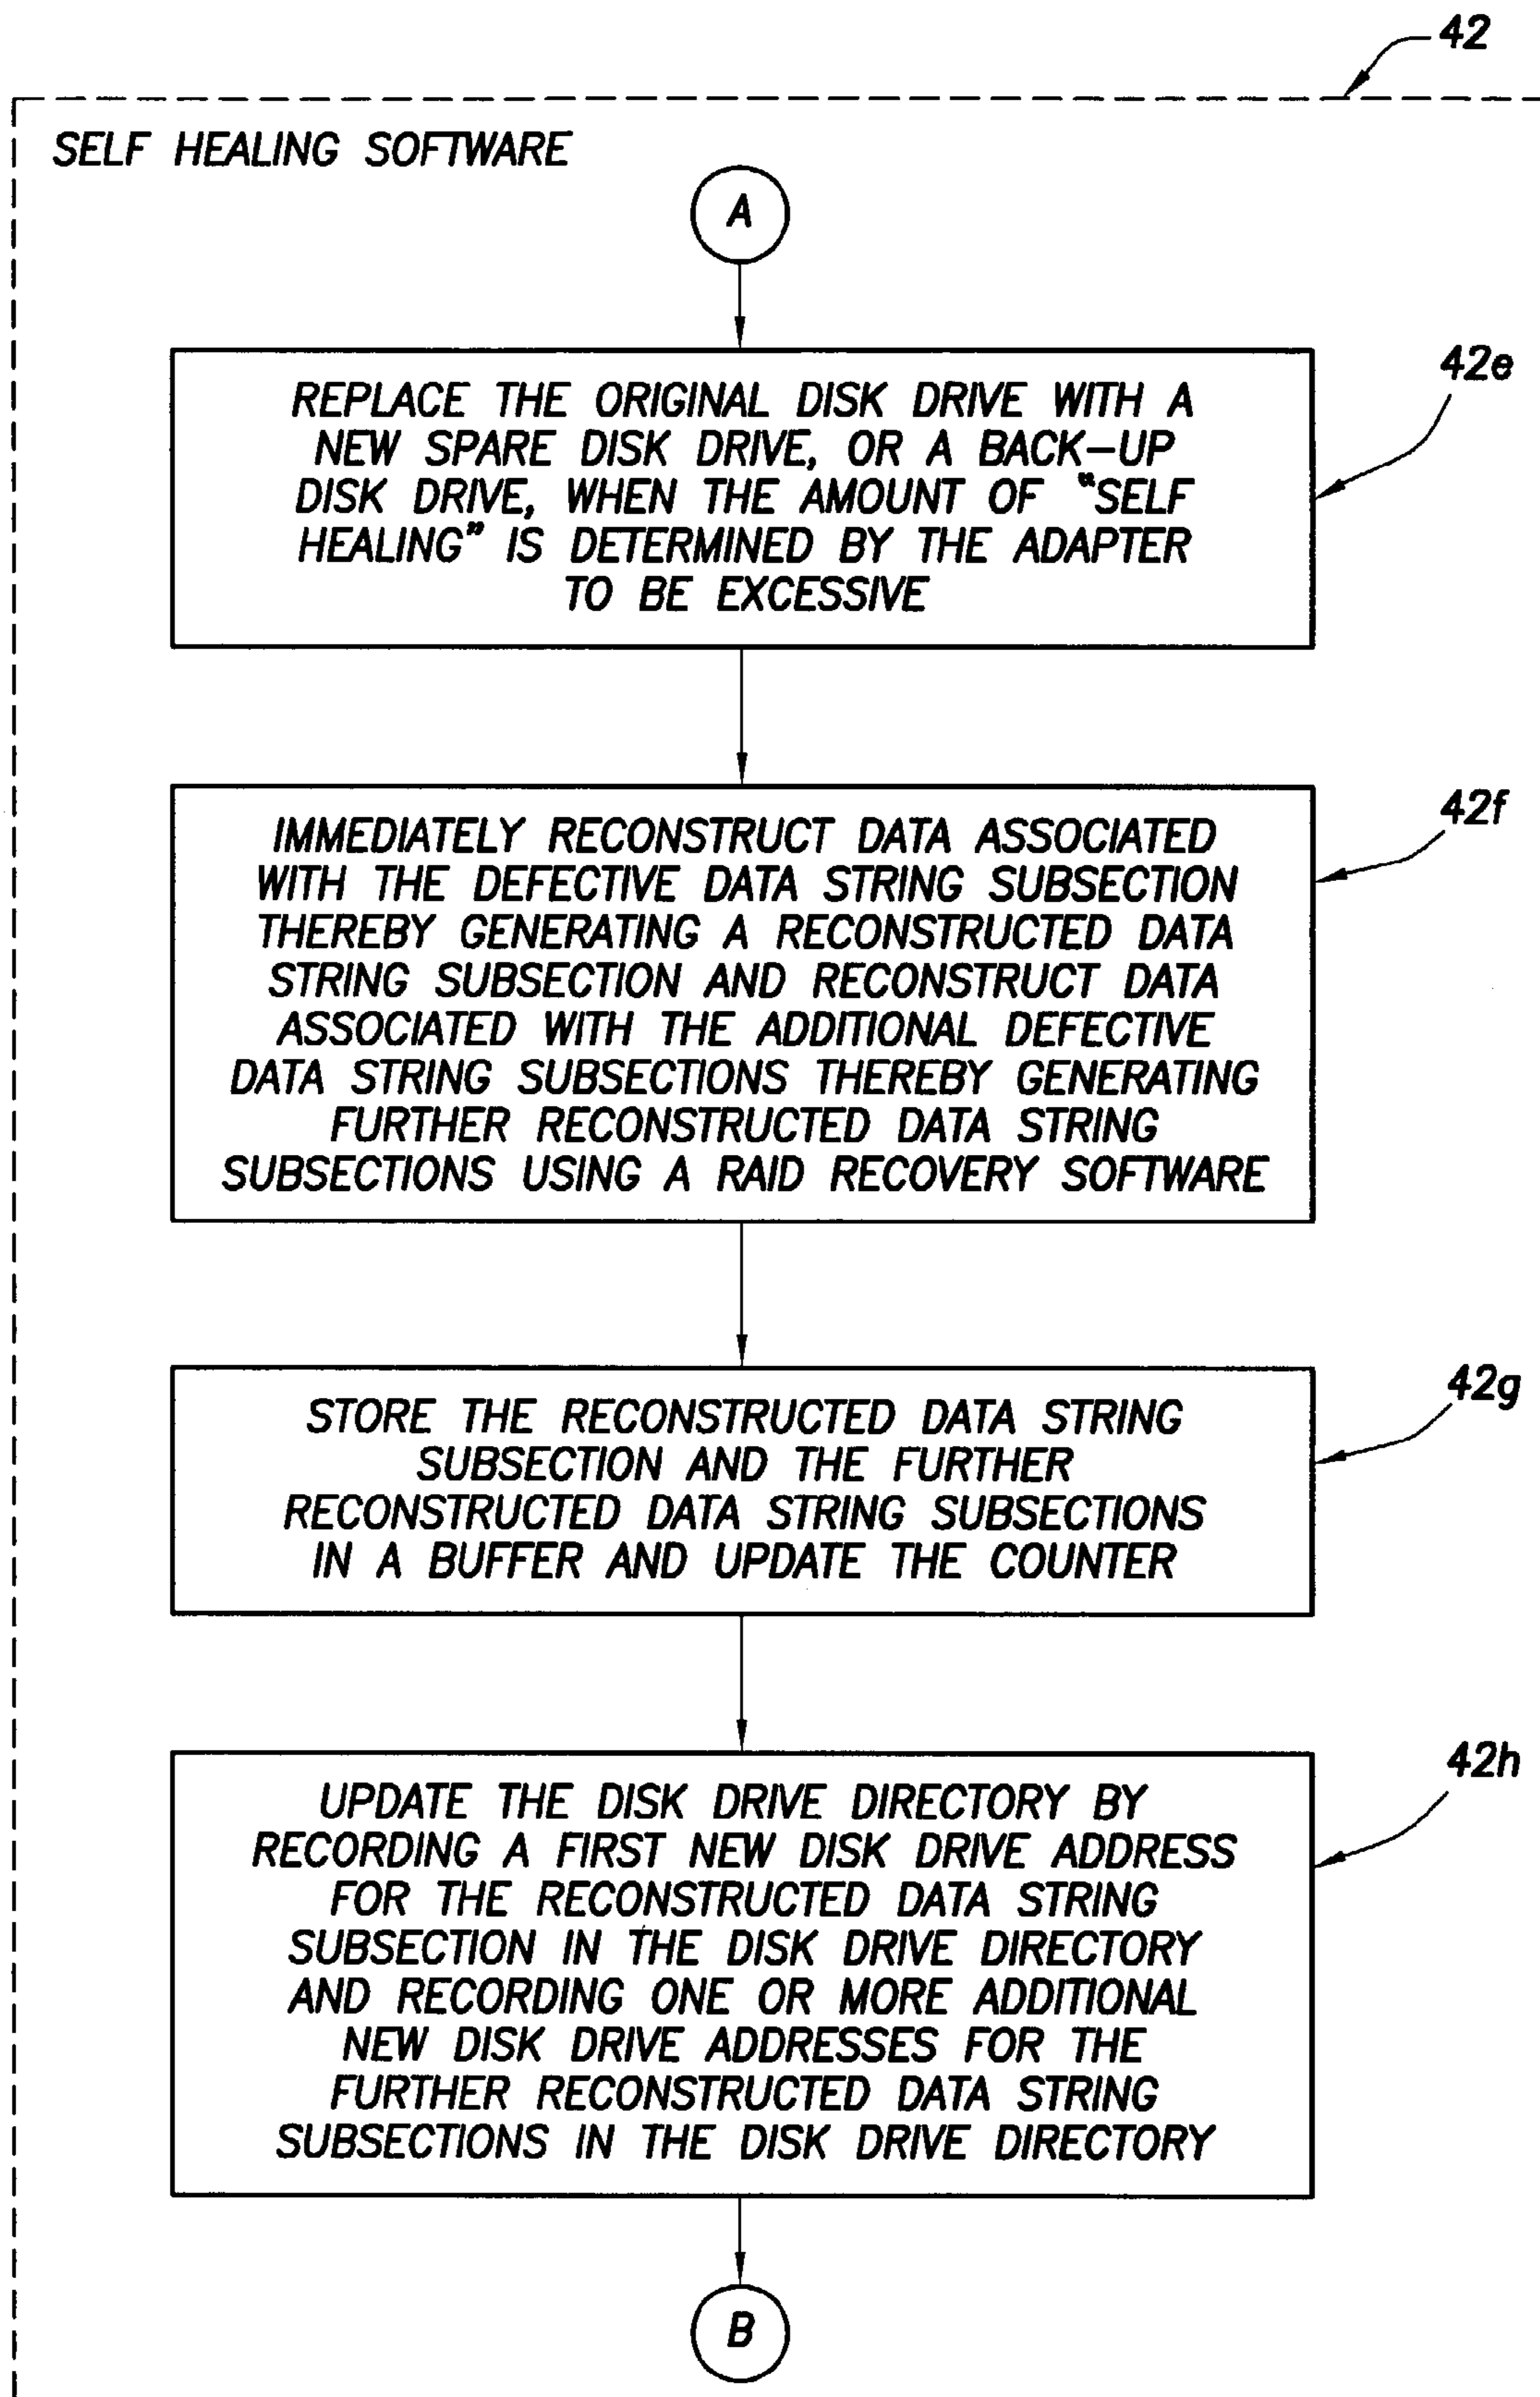 42
SELF HEALING SOFTWARE
A
42e
REPLACE THE ORIGINAL DISK DRIVE WITH A
NEW SPARE DISK DRIVE, OR A BACK-UP
DISK DRIVE, WHEN THE AMOUNT OF "SELF
HEALING" IS DETERMINED BY THE ADAPTER
TO BE EXCESSIVE
42f
IMMEDIATELY RECONSTRUCT DATA ASSOCIATED
WITH THE DEFECTIVE DATA STRING SUBSECTION
THEREBY GENERATING A RECONSTRUCTED DATA
STRING SUBSECTION AND RECONSTRUCT DATA
ASSOCIATED WITH THE ADDITIONAL DEFECTIVE
DATA STRING SUBSECTIONS THEREBY GENERATING
FURTHER RECONSTRUCTED DATA STRING
SUBSECTIONS USING A RAID RECOVERY SOFTWARE
42g
STORE THE RECONSTRUCTED DATA STRING
SUBSECTION AND THE FURTHER
RECONSTRUCTED DATA STRING SUBSECTIONS
IN A BUFFER AND UPDATE THE COUNTER
42h
UPDATE THE DISK DRIVE DIRECTORY BY
RECORDING A FIRST NEW DISK DRIVE ADDRESS
FOR THE RECONSTRUCTED DATA STRING
SUBSECTION IN THE DISK DRIVE DIRECTORY
AND RECORDING ONE OR MORE ADDITIONAL
NEW DISK DRIVE ADDRESSES FOR THE
FURTHER RECONSTRUCTED DATA STRING
SUBSECTIONS IN THE DISK DRIVE DIRECTORY
B